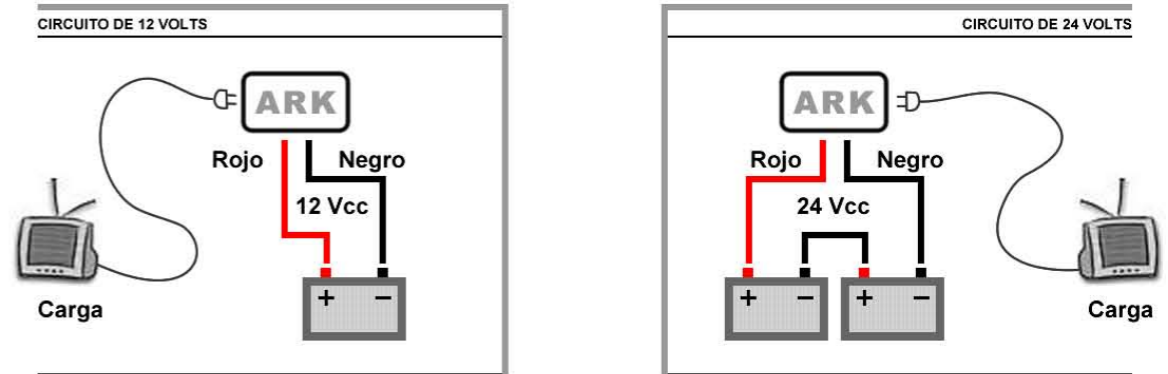 CIRCUITO DE 12 VOLTS
ARK
Rojo Negro
12 Vcc
+ −
Carga
CIRCUITO DE 24 VOLTS
ARK
Rojo Negro
24 Vcc
+ − + −
Carga